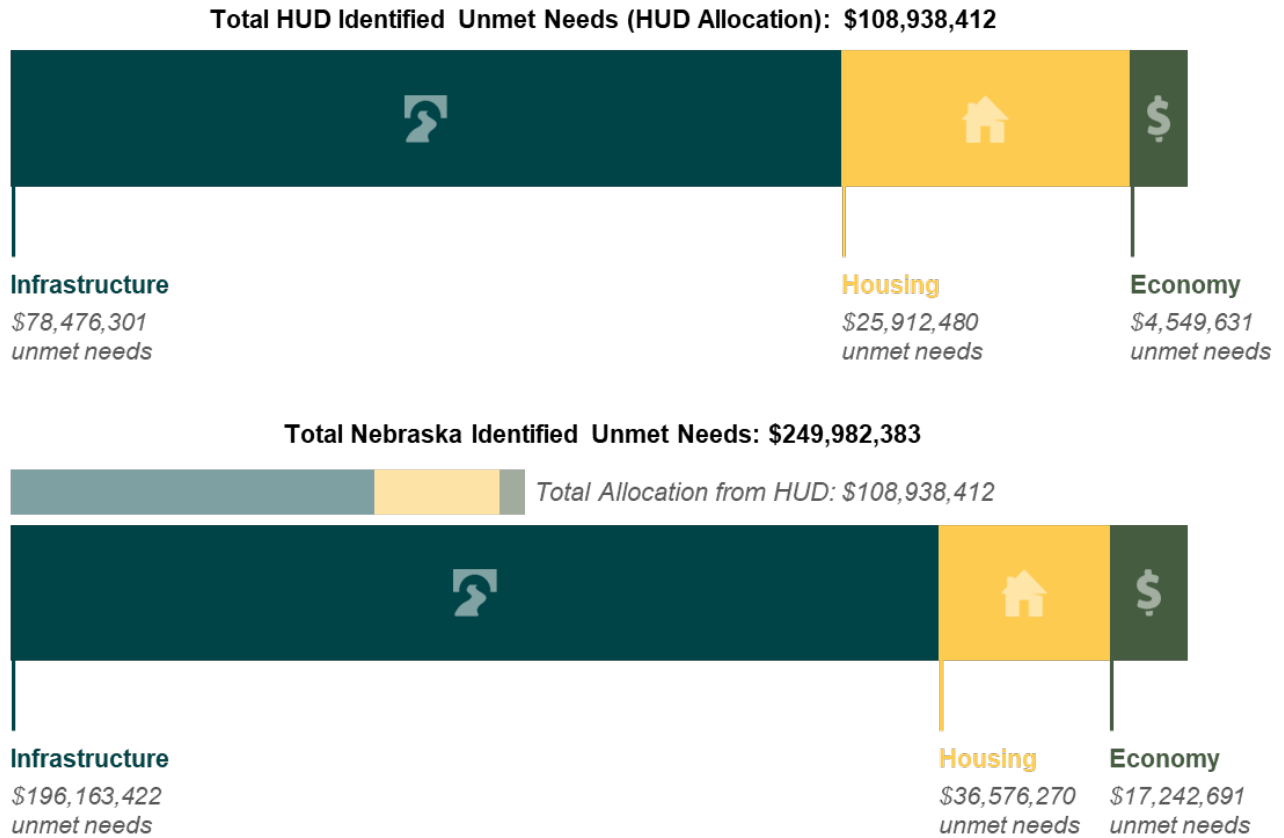 Total HUD Identified Unmet Needs (HUD Allocation): $108,938,412
$
Infrastructure
$78,476,301
unmet needs
Housing
$25,912,480
unmet needs
Economy
$4,549,631
unmet needs
Total Nebraska Identified Unmet Needs: $249,982,383
Total Allocation from HUD: $108,938,412
$
Infrastructure
$196,163,422
unmet needs
Housing
$36,576,270
unmet needs
Economy
$17,242,691
unmet needs